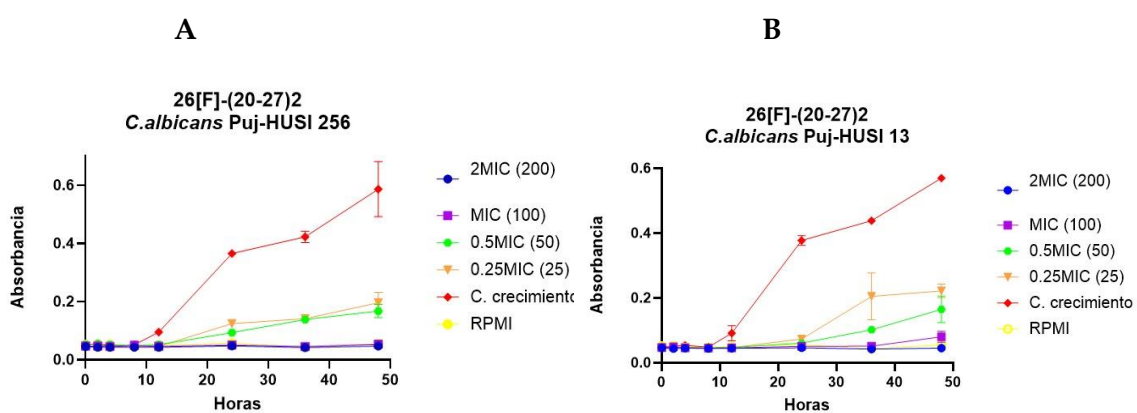 A
B
26[F]-(20-27)2
C.albicans Puj-HUSI 256
Absorbancia
0.6
0.4
0.2
0.0
0
10
20
30
40
50
Horas
2MIC (200)
MIC (100)
0.5MIC (50)
0.25MIC (25)
C. crecimiento
RPMI
26[F]-(20-27)2
C.albicans Puj-HUSI 13
Absorbancia
0.6
0.4
0.2
0.0
0
10
20
30
40
50
Horas
2MIC (200)
MIC (100)
0.5MIC (50)
0.25MIC (25)
C. crecimiento
RPMI